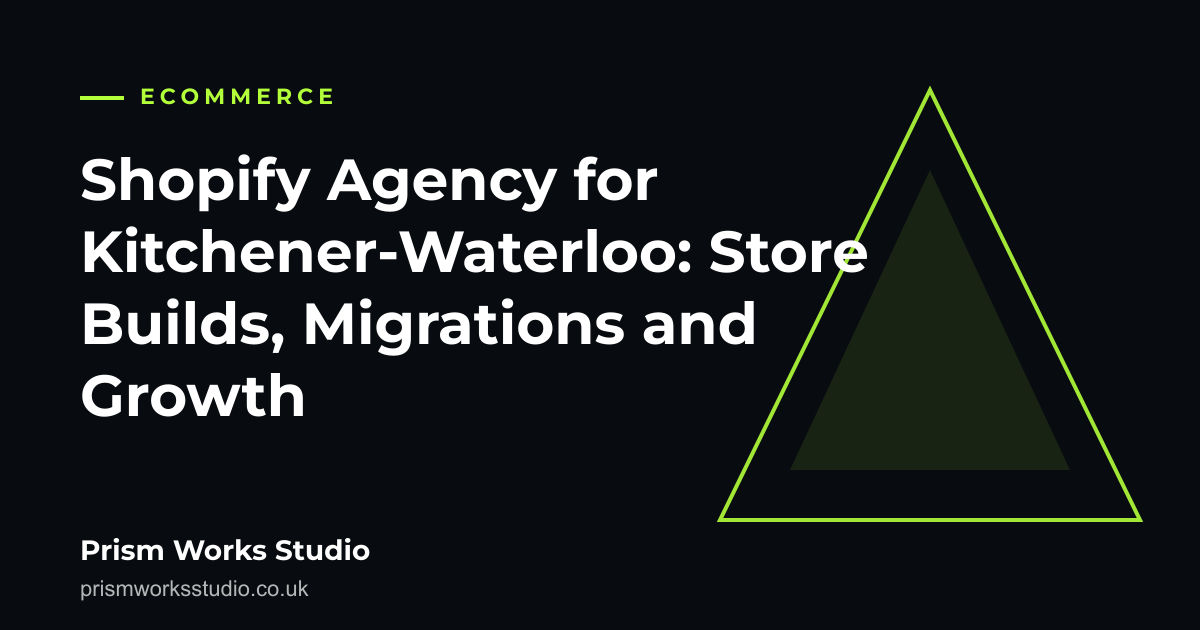 ECOMMERCE
Shopify Agency for
Kitchener-Waterloo: Store
Builds, Migrations and
Growth
Prism Works Studio
prismworksstudio.co.uk